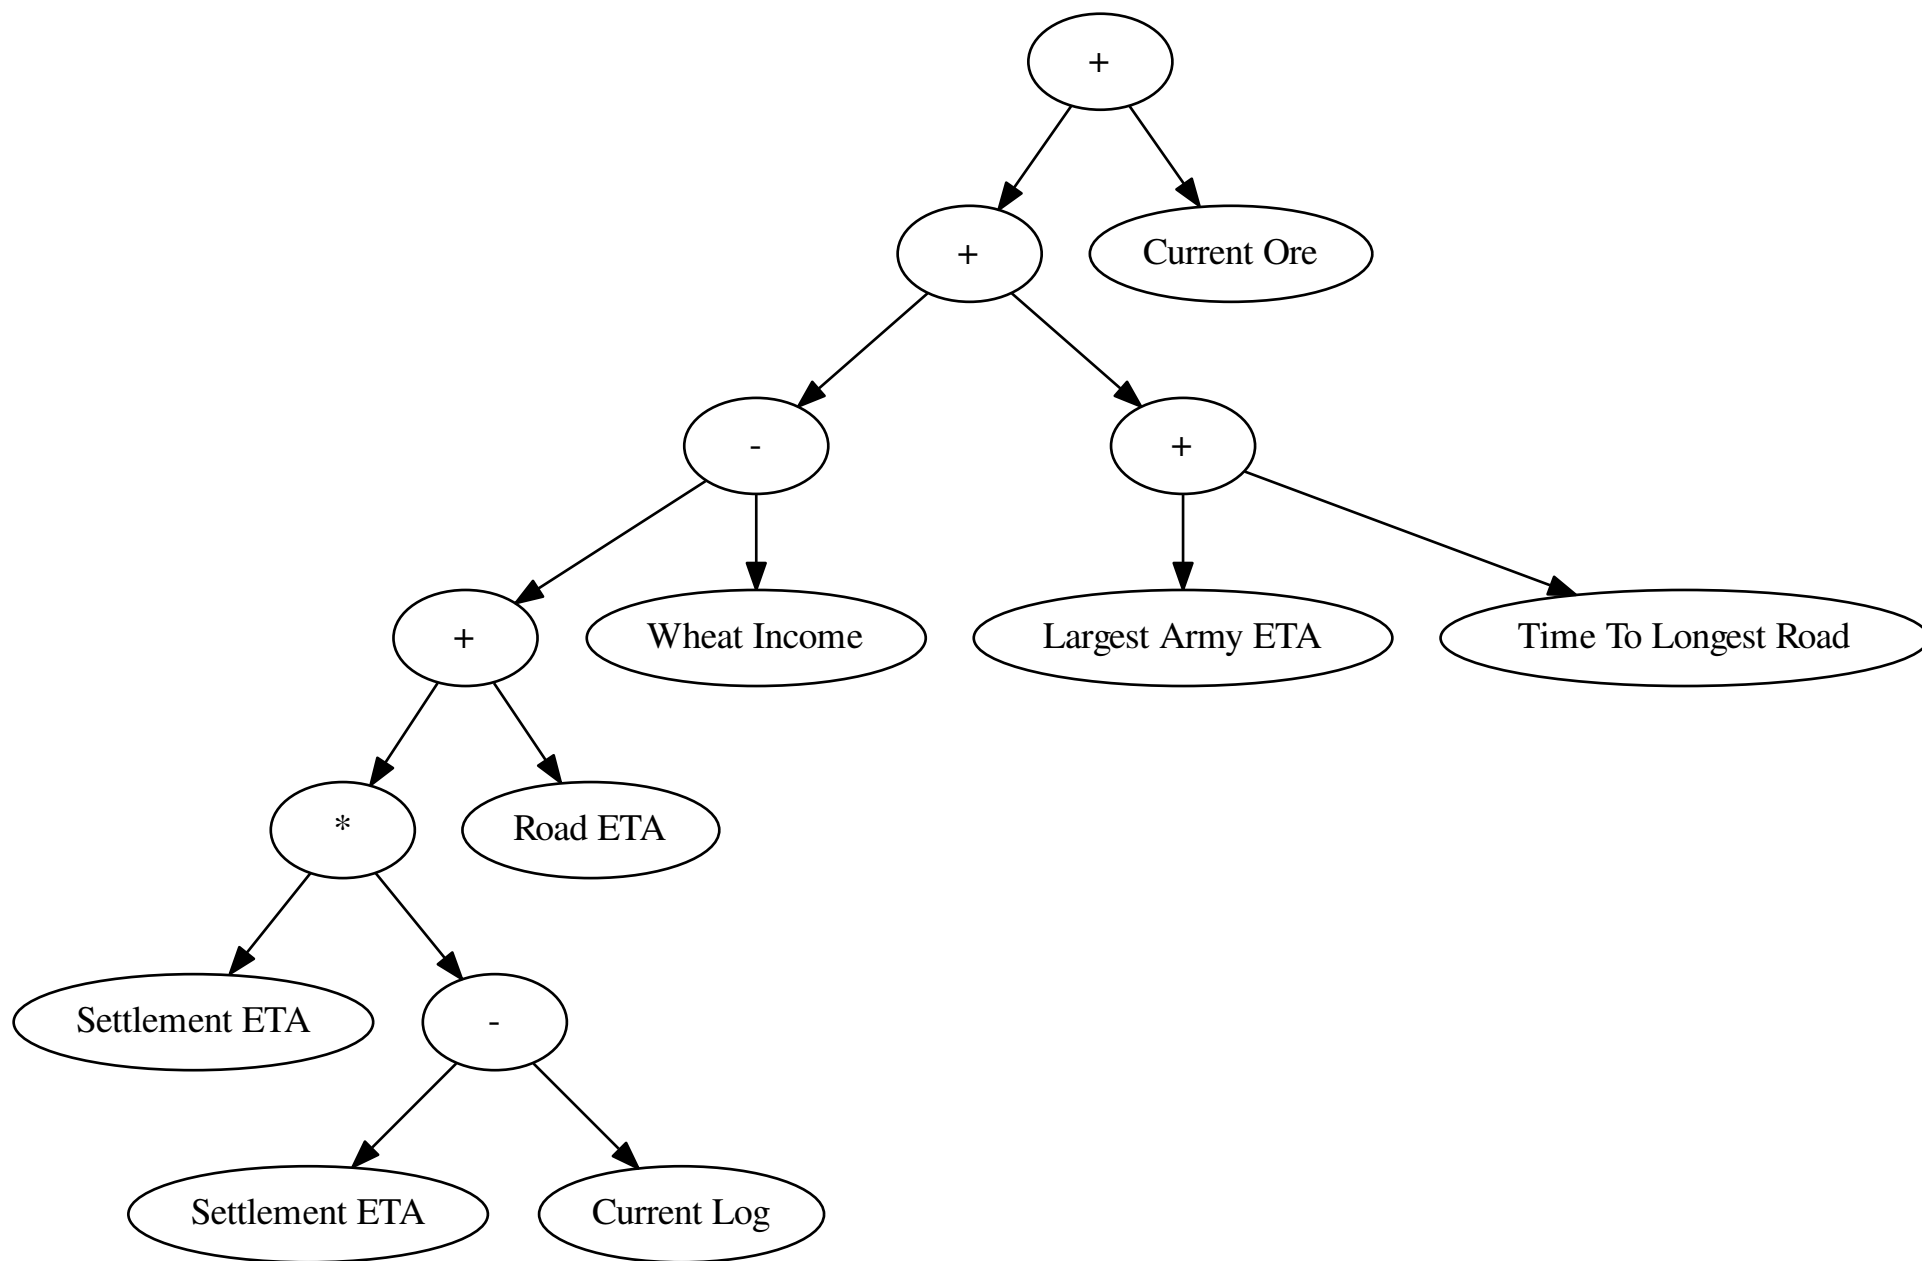 +
+
Current Ore
-
+
+
Wheat Income
Largest Army ETA
Time To Longest Road
*
Road ETA
Settlement ETA
-
Settlement ETA
Current Log